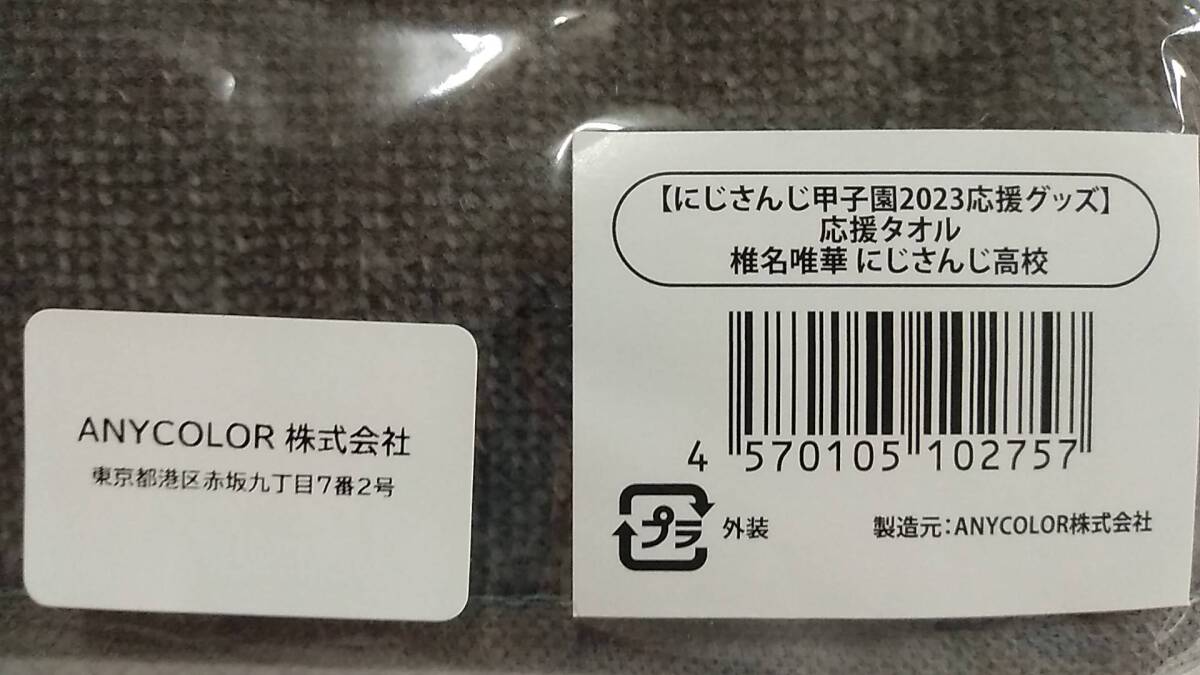 【にじさんじ甲子園2023応援グッズ】
応援タオル
椎名唯華 にじさんじ高校
4 570105 102757
プラ 外装
製造元:ANYCOLOR株式会社
ANYCOLOR 株式会社
東京都港区赤坂九丁目7番2号